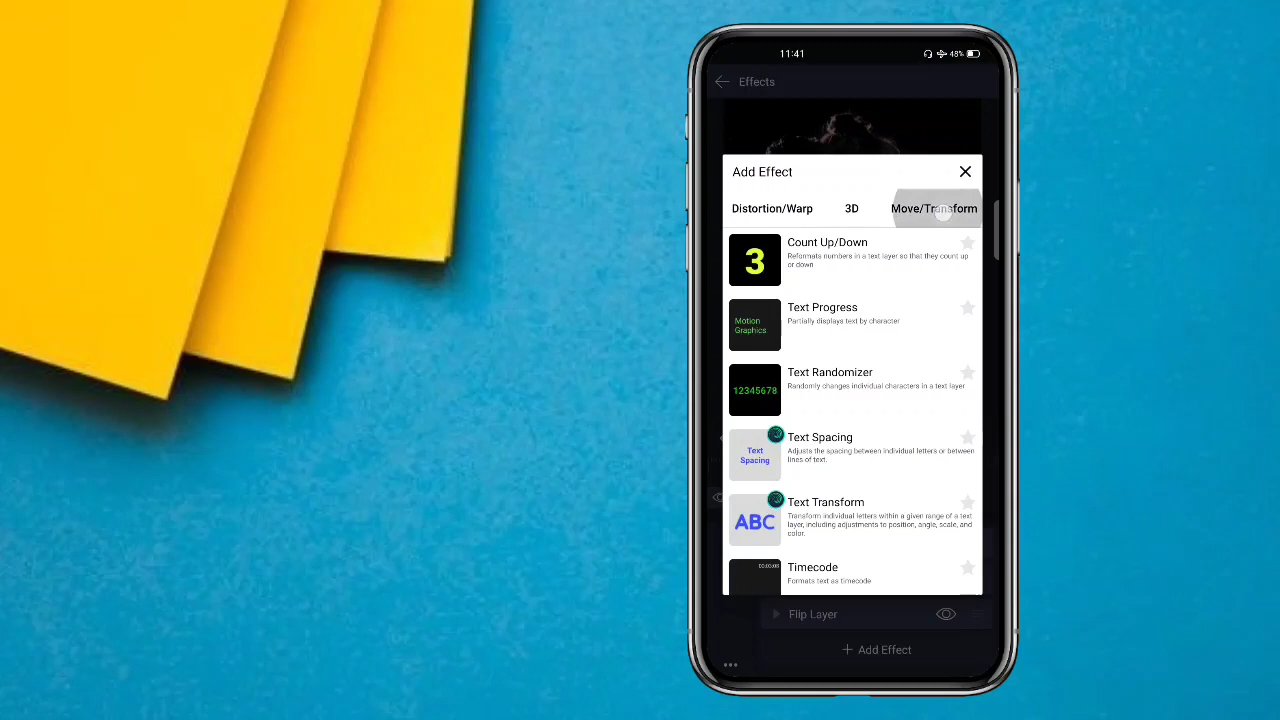 11:41
48%
Effects
Add Effect
Distortion/Warp 3D Move/Transform
3
Count Up/Down
Reformats numbers in a text layer so that they count up
or down
Motion
Graphics
Text Progress
Partially displays text by character
12345678
Text Randomizer
Randomly changes individual characters in a text layer
Text
Spacing
Text Spacing
Adjusts the spacing between individual letters or between
lines of text.
ABC
Text Transform
Transform individual letters within a given range of a text
layer, including adjustments to position, angle, scale, and
color.
Timecode
Formats text as timecode
Flip Layer
+ Add Effect